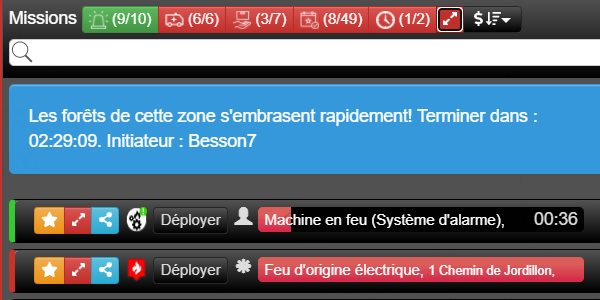 Missions (9/10) (6/6) (3/7) (8/49) (1/2) $
Les forêts de cette zone s'embrasent rapidement! Terminer dans :
02:29:09. Initiateur : Besson7
Déployer Machine en feu (Système d'alarme), 00:36
Déployer Feu d'origine électrique, 1 Chemin de Jordillon,